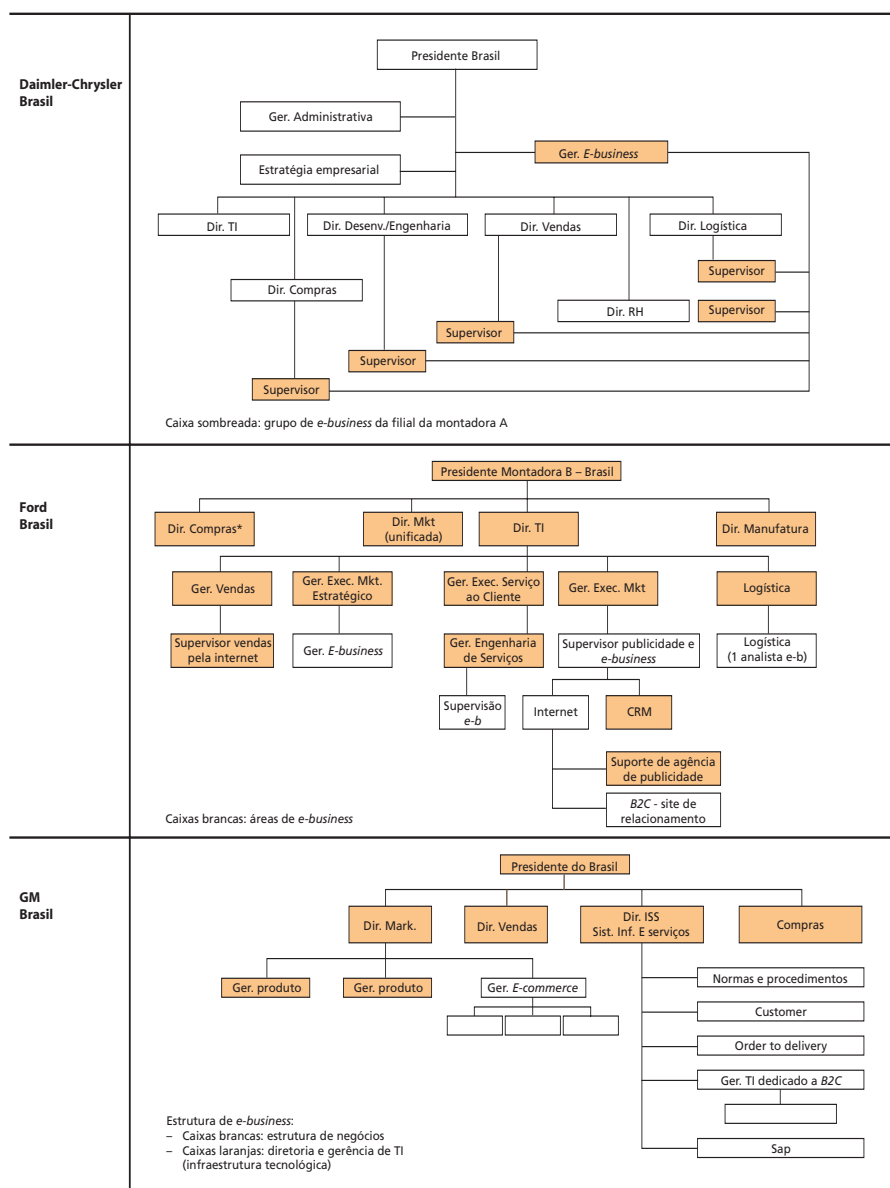 Daimler-Chrysler
Brasil
Presidente Brasil
Ger. Administrativa
Ger. E-business
Estratégia empresarial
Dir. TI
Dir. Desenv./Engenharia
Dir. Vendas
Dir. Logística
Supervisor
Dir. Compras
Dir. RH
Supervisor
Supervisor
Supervisor
Supervisor
Caixa sombreada: grupo de e-business da filial da montadora A
Ford
Brasil
Presidente Montadora B – Brasil
Dir. Compras*
Dir. Mkt
(unificada)
Dir. TI
Dir. Manufatura
Ger. Vendas
Ger. Exec. Mkt.
Estratégico
Ger. Exec. Serviço
ao Cliente
Ger. Exec. Mkt
Logística
Supervisor vendas
pela internet
Ger. E-business
Ger. Engenharia
de Serviços
Supervisor publicidade e
e-business
Logística
(1 analista e-b)
Supervisão
e-b
Internet
CRM
Suporte de agência
de publicidade
B2C - site de
relacionamento
Caixas brancas: áreas de e-business
GM
Brasil
Presidente do Brasil
Dir. Mark.
Dir. Vendas
Dir. ISS
Sist. Inf. E serviços
Compras
Ger. produto
Ger. produto
Ger. E-commerce
Normas e procedimentos
Customer
Order to delivery
Ger. TI dedicado a B2C
Sap
Estrutura de e-business:
– Caixas brancas: estrutura de negócios
– Caixas laranjas: diretoria e gerência de TI
(infraestrutura tecnológica)